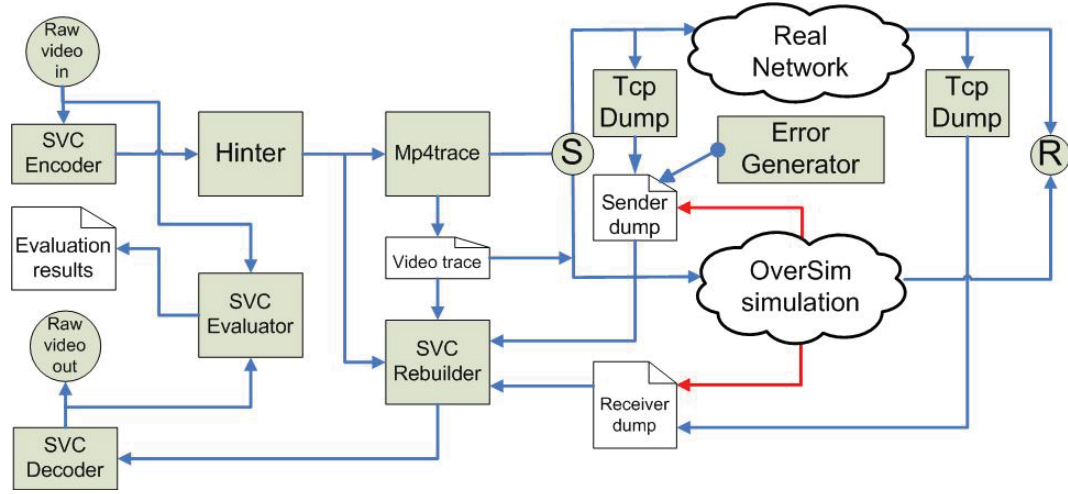 Raw
video
in
SVC
Encoder
Hinter
Mp4trace
S
Tcp
Dump
Real
Network
Tcp
Dump
Error
Generator
R
Sender
dump
Evaluation
results
Video trace
SVC
Evaluator
OverSim
simulation
Raw
video
out
SVC
Rebuilder
Receiver
dump
SVC
Decoder